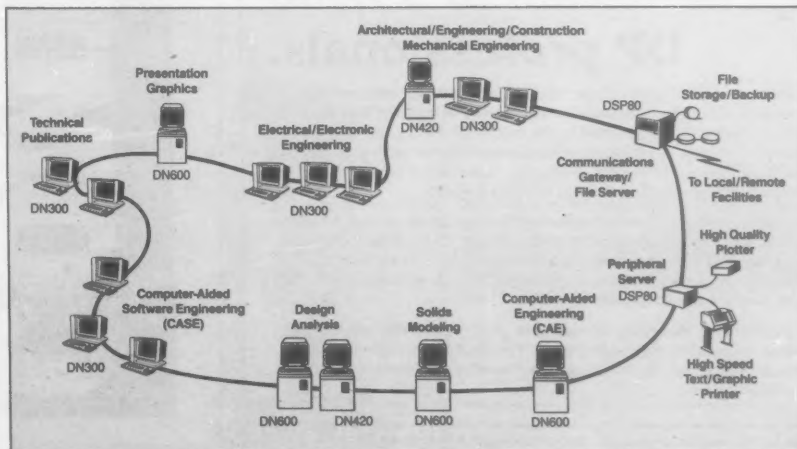 Architectural/Engineering/Construction
Mechanical Engineering
Presentation
Graphics
File
Storage/Backup
DSP80
Technical
Publications
Electrical/Electronic
Engineering
DN420
DN300
DN600
Communications
Gateway/
File Server
To Local/Remote
Facilities
DN300
DN300
High Quality
Plotter
Peripheral
Server
DSP80
Computer-Aided
Software Engineering
(CASE)
Design
Analysis
Solids
Modeling
Computer-Aided
Engineering
(CAE)
DN300
High Speed
Text/Graphic
Printer
DN600
DN420
DN600
DN600